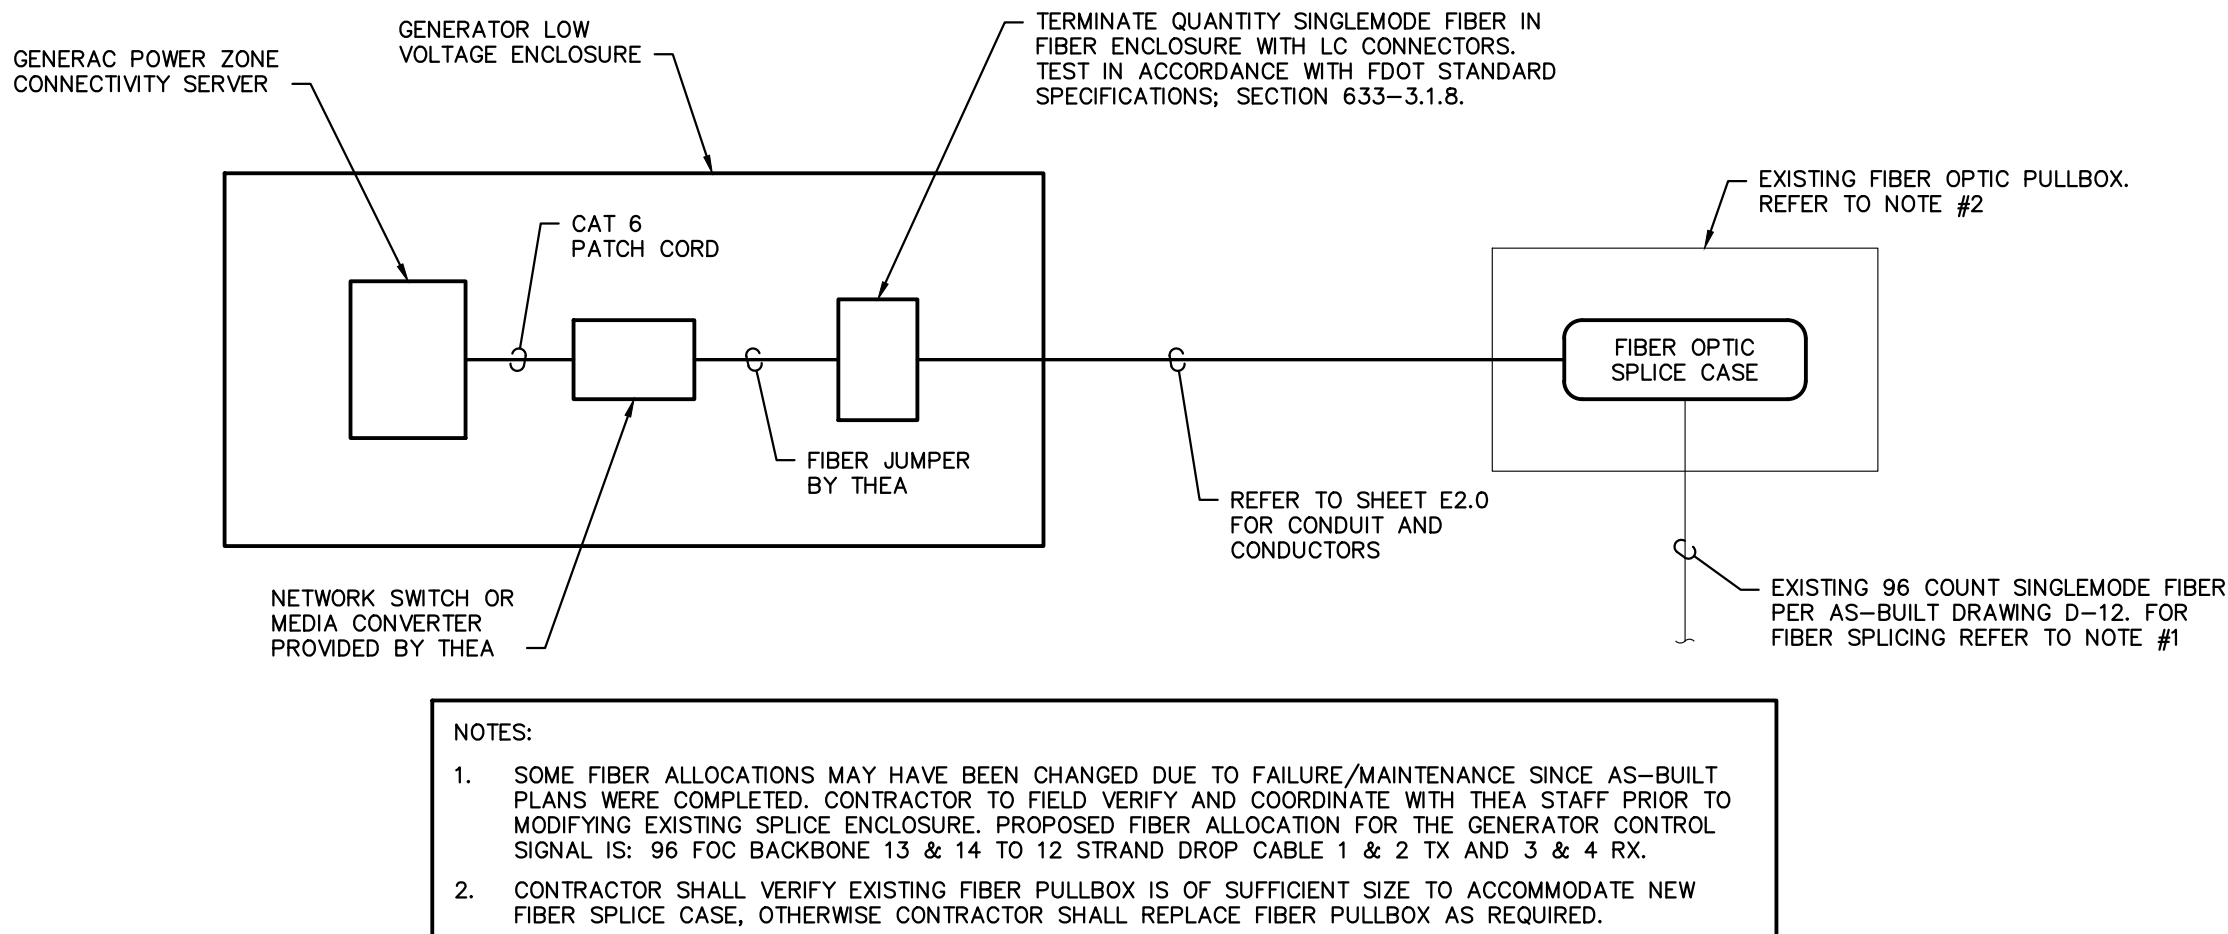 GENERAC POWER ZONE
CONNECTIVITY SERVER
GENERATOR LOW
VOLTAGE ENCLOSURE
TERMINATE QUANTITY SINGLEMODE FIBER IN
FIBER ENCLOSURE WITH LC CONNECTORS.
TEST IN ACCORDANCE WITH FDOT STANDARD
SPECIFICATIONS; SECTION 633-3.1.8.
EXISTING FIBER OPTIC PULLBOX.
REFER TO NOTE #2
CAT 6
PATCH CORD
FIBER OPTIC
SPLICE CASE
FIBER JUMPER
BY THEA
REFER TO SHEET E2.0
FOR CONDUIT AND
CONDUCTORS
NETWORK SWITCH OR
MEDIA CONVERTER
PROVIDED BY THEA
EXISTING 96 COUNT SINGLEMODE FIBER
PER AS-BUILT DRAWING D-12. FOR
FIBER SPLICING REFER TO NOTE #1
NOTES:
1. SOME FIBER ALLOCATIONS MAY HAVE BEEN CHANGED DUE TO FAILURE/MAINTENANCE SINCE AS-BUILT
PLANS WERE COMPLETED. CONTRACTOR TO FIELD VERIFY AND COORDINATE WITH THEA STAFF PRIOR TO
MODIFYING EXISTING SPLICE ENCLOSURE. PROPOSED FIBER ALLOCATION FOR THE GENERATOR CONTROL
SIGNAL IS: 96 FOC BACKBONE 13 & 14 TO 12 STRAND DROP CABLE 1 & 2 TX AND 3 & 4 RX.
2. CONTRACTOR SHALL VERIFY EXISTING FIBER PULLBOX IS OF SUFFICIENT SIZE TO ACCOMMODATE NEW
FIBER SPLICE CASE, OTHERWISE CONTRACTOR SHALL REPLACE FIBER PULLBOX AS REQUIRED.